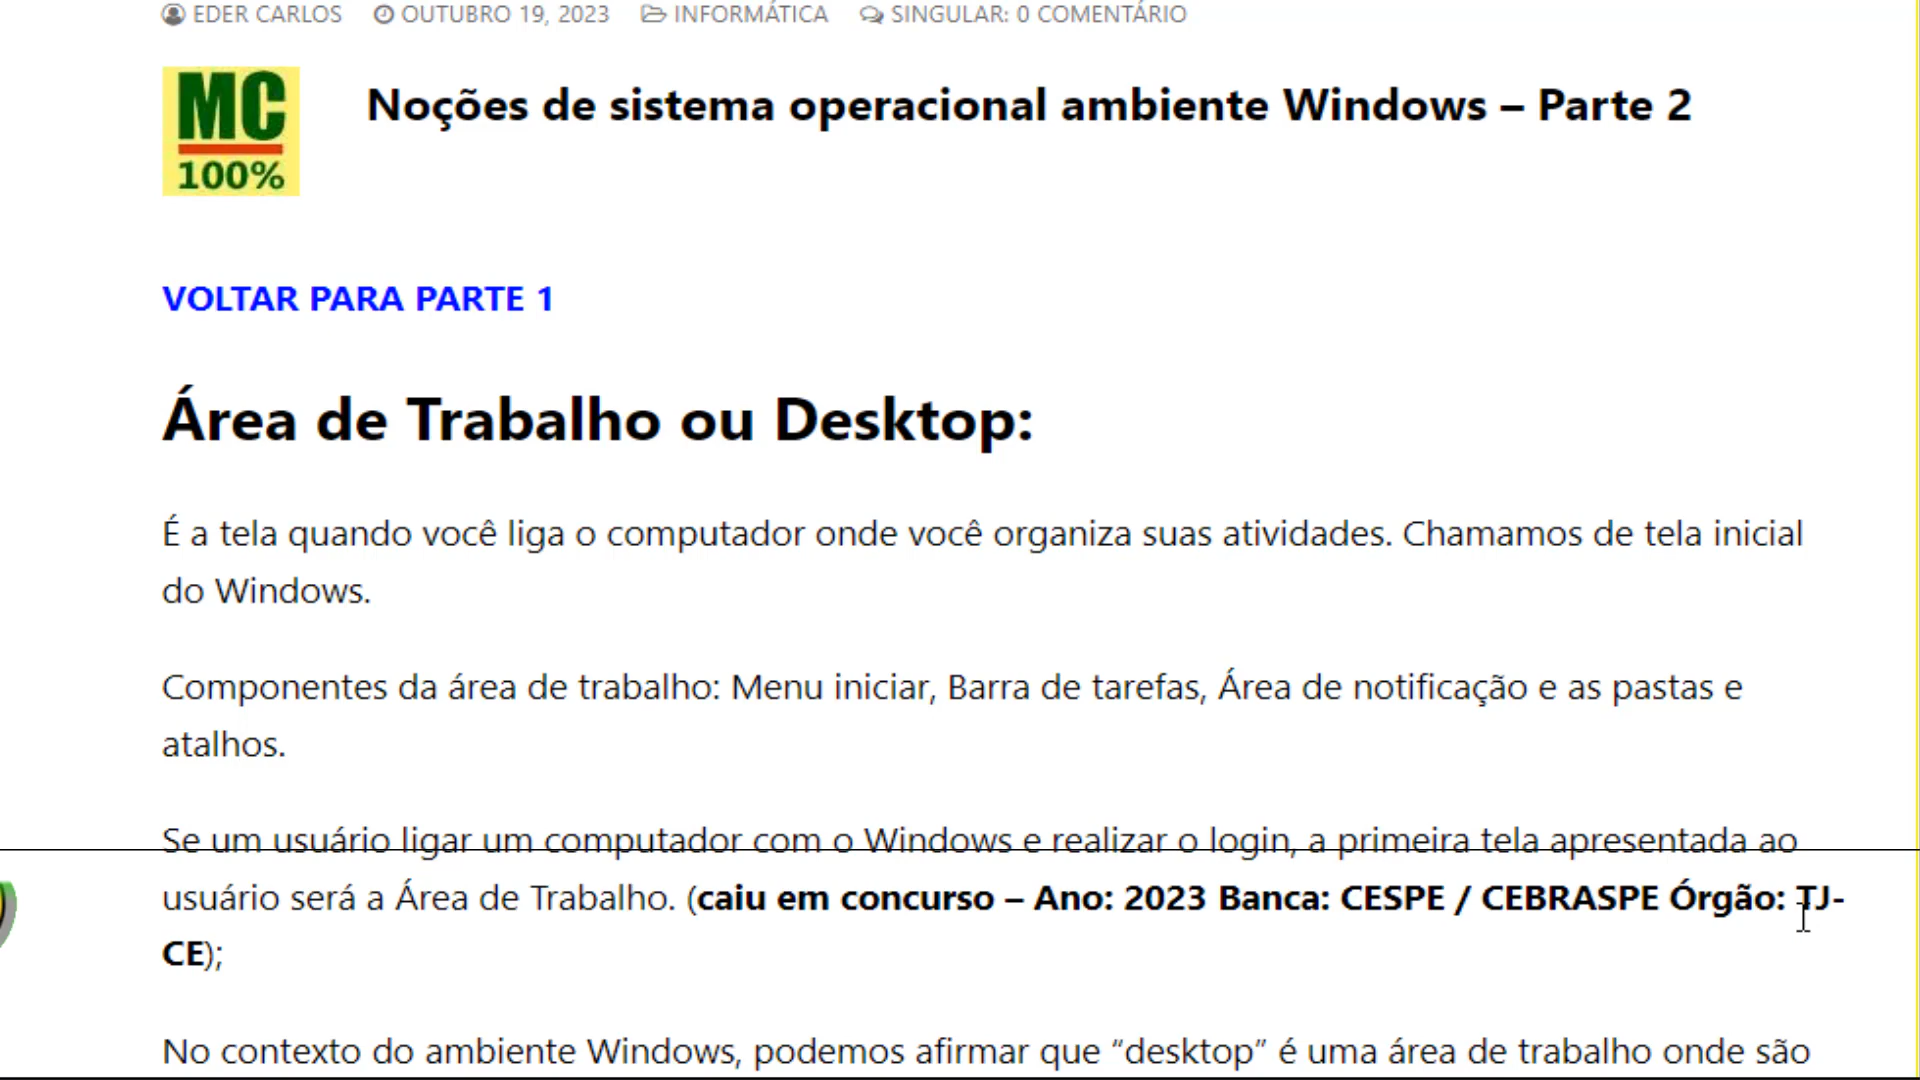 EDER CARLOS OUTUBRO 19, 2023 INFORMÁTICA SINGULAR: 0 COMENTÁRIO
MC
100%
Noções de sistema operacional ambiente Windows – Parte 2
VOLTAR PARA PARTE 1
Área de Trabalho ou Desktop:
É a tela quando você liga o computador onde você organiza suas atividades. Chamamos de tela inicial
do Windows.
Componentes da área de trabalho: Menu iniciar, Barra de tarefas, Área de notificação e as pastas e
atalhos.
Se um usuário ligar um computador com o Windows e realizar o login, a primeira tela apresentada ao
usuário será a Área de Trabalho. (caiu em concurso – Ano: 2023 Banca: CESPE / CEBRASPE Órgão: TJ-
CE);
No contexto do ambiente Windows, podemos afirmar que “desktop” é uma área de trabalho onde são